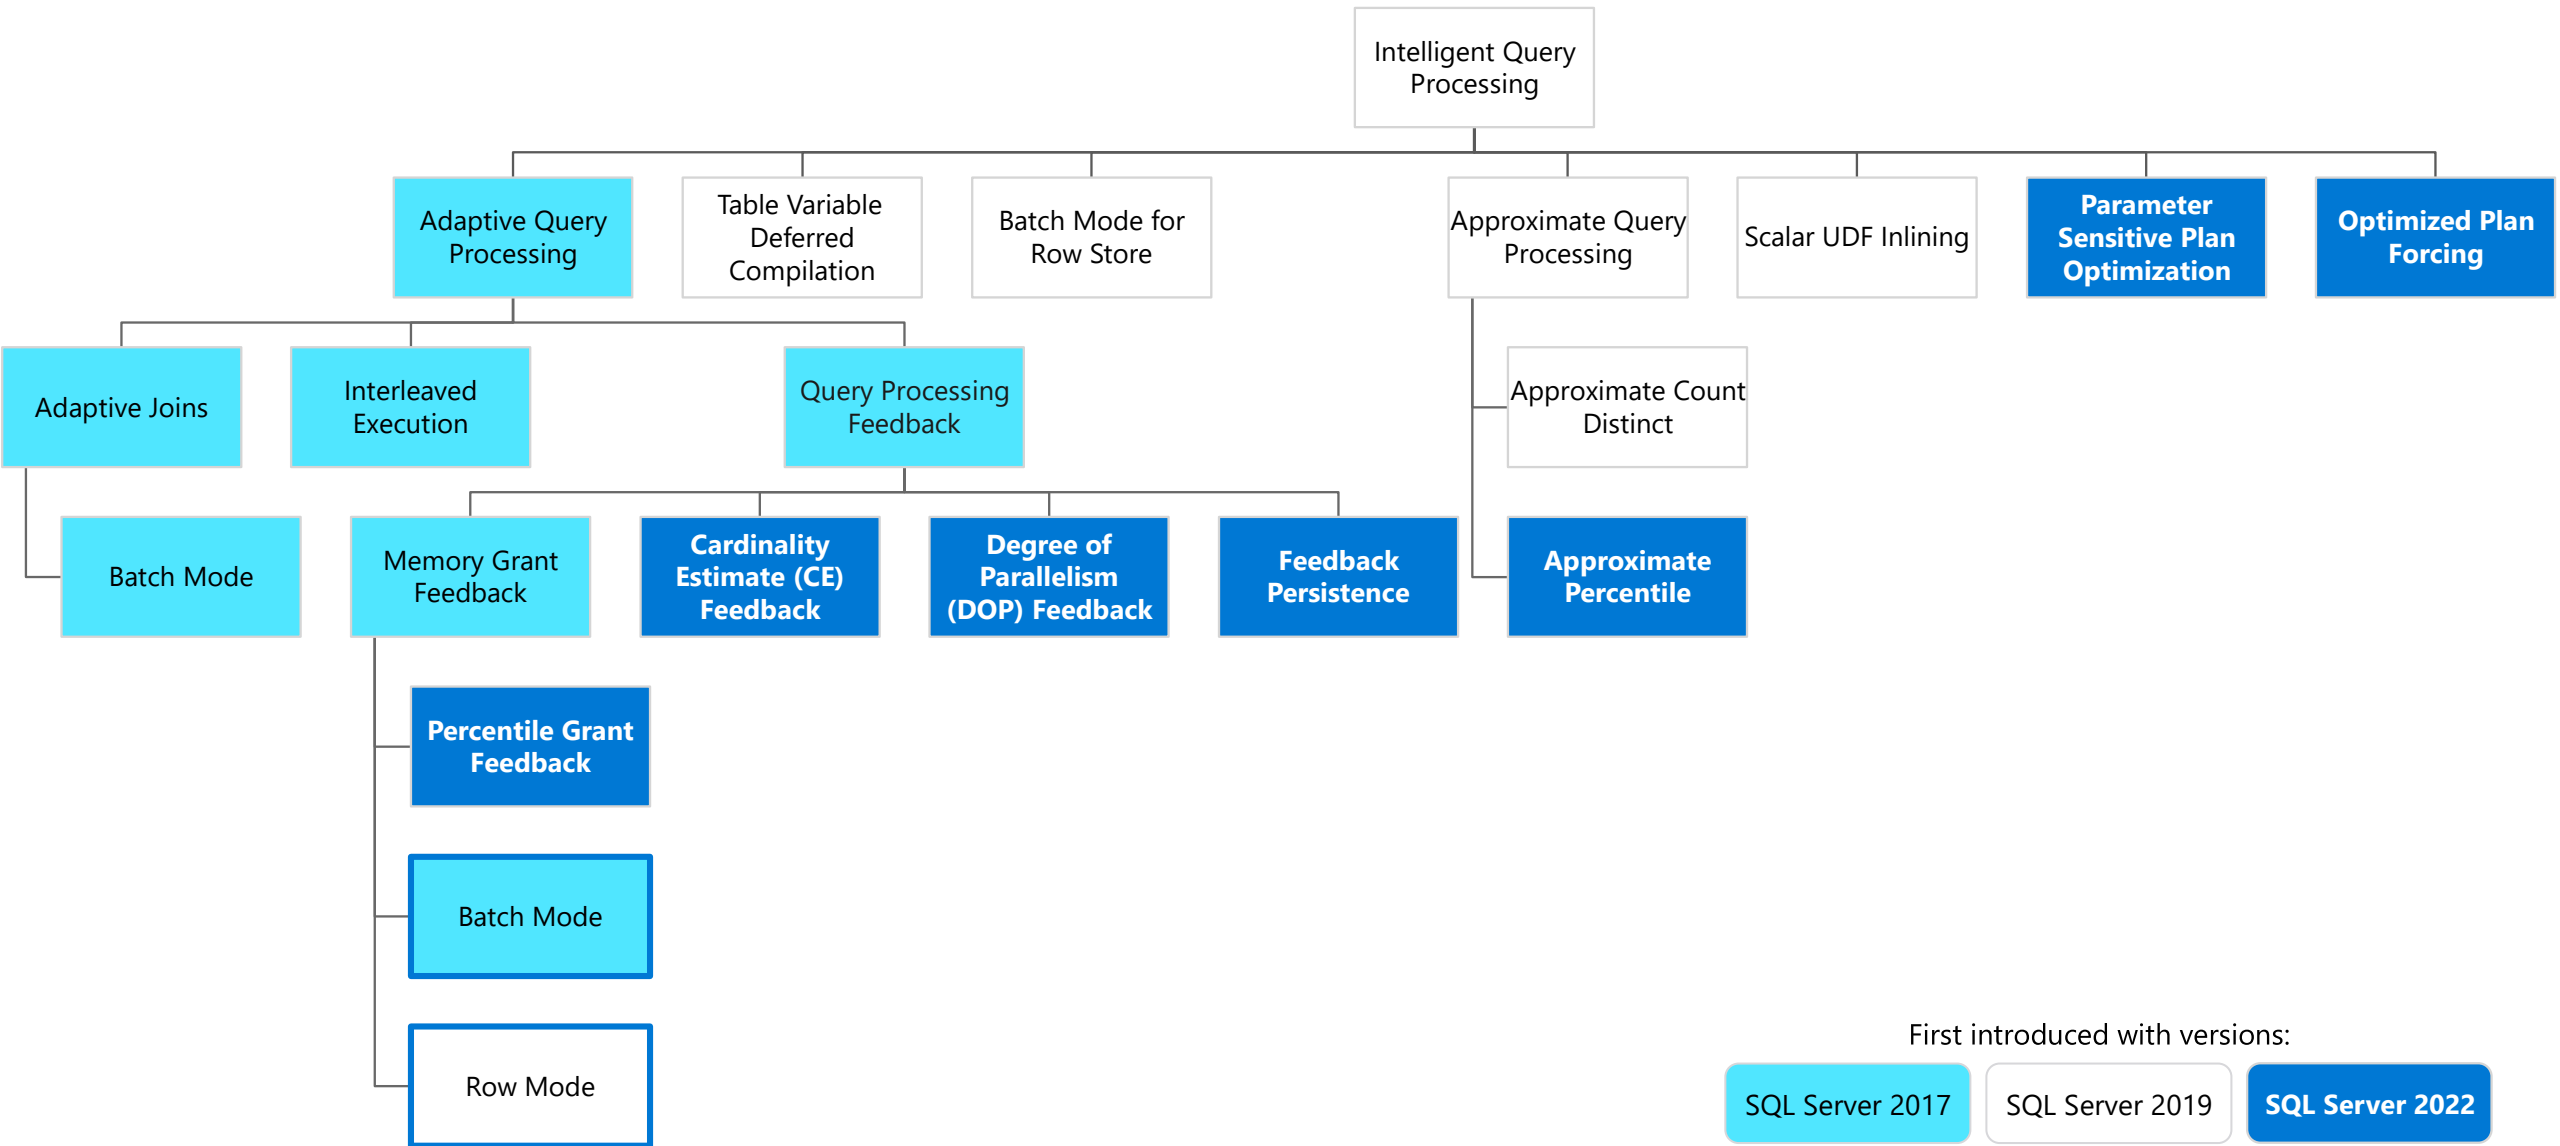 Intelligent Query
Processing
Adaptive Query
Processing
Table Variable
Deferred
Compilation
Batch Mode for
Row Store
Approximate Query
Processing
Scalar UDF Inlining
Parameter
Sensitive Plan
Optimization
Optimized Plan
Forcing
Adaptive Joins
Interleaved
Execution
Query Processing
Feedback
Approximate Count
Distinct
Batch Mode
Memory Grant
Feedback
Cardinality
Estimate (CE)
Feedback
Degree of
Parallelism
(DOP) Feedback
Feedback
Persistence
Approximate
Percentile
Percentile Grant
Feedback
Batch Mode
Row Mode
First introduced with versions:
SQL Server 2017
SQL Server 2019
SQL Server 2022